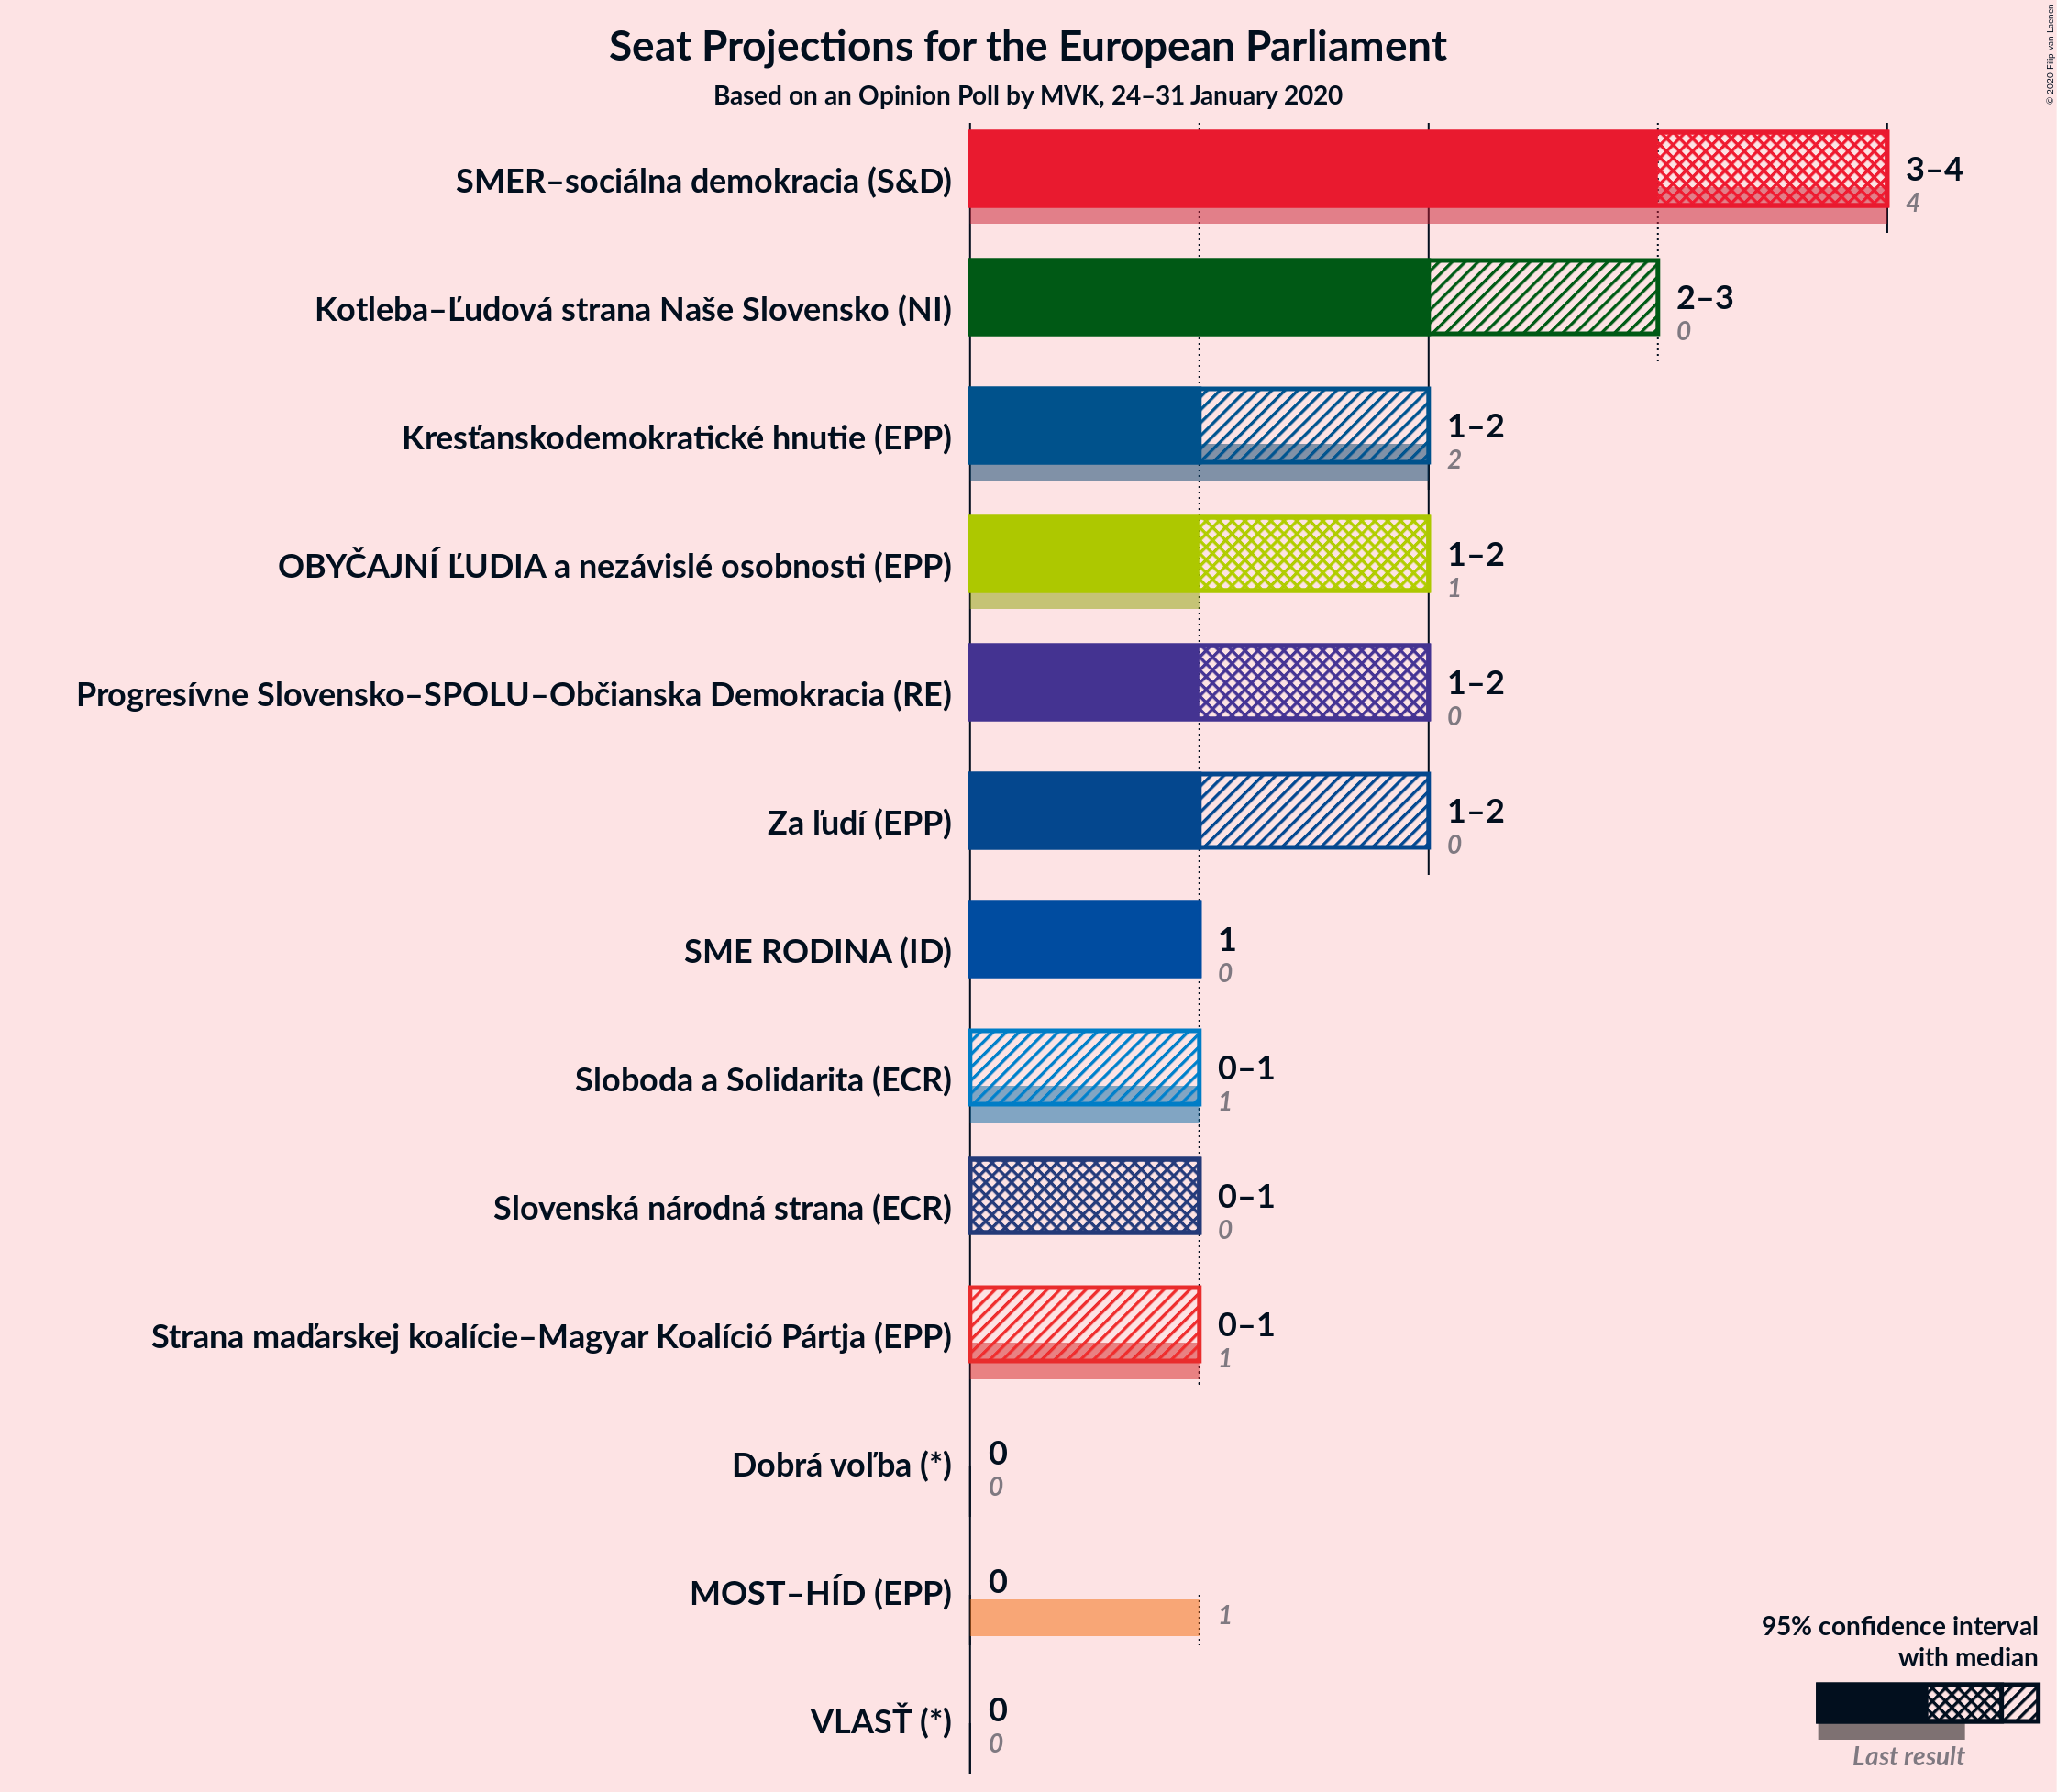 Seat Projections for the European Parliament
Based on an Opinion Poll by MVK, 24–31 January 2020
© 2020 Filip van Laenen
SMER–sociálna demokracia (S&D)
3–4
4
Kotleba–Ľudová strana Naše Slovensko (NI)
2–3
0
Kresťanskodemokratické hnutie (EPP)
1–2
2
OBYČAJNÍ ĽUDIA a nezávislé osobnosti (EPP)
1–2
1
Progresívne Slovensko–SPOLU–Občianska Demokracia (RE)
1–2
0
Za ľudí (EPP)
1–2
0
SME RODINA (ID)
1
0
Sloboda a Solidarita (ECR)
0–1
1
Slovenská národná strana (ECR)
0–1
0
Strana maďarskej koalície–Magyar Koalíció Pártja (EPP)
0–1
1
Dobrá voľba (*)
0
0
MOST–HÍD (EPP)
0
1
VLASŤ (*)
0
0
95% confidence interval
with median
Last result